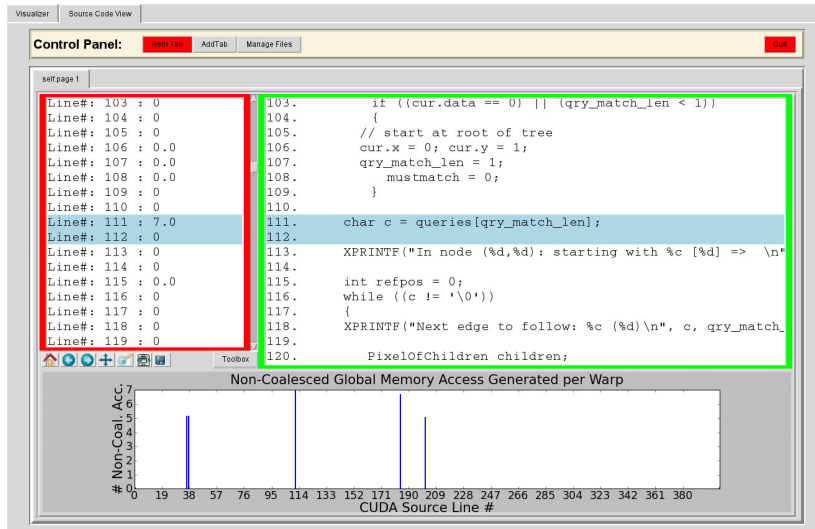 Visualizer Source Code View
Control Panel: Rem Tab AddTab Manage Files Quit
self.page 1
Line#: 103 : 0
Line#: 104 : 0
Line#: 105 : 0
Line#: 106 : 0.0
Line#: 107 : 0.0
Line#: 108 : 0.0
Line#: 109 : 0
Line#: 110 : 0
Line#: 111 : 7.0
Line#: 112 : 0
Line#: 113 : 0
Line#: 114 : 0
Line#: 115 : 0.0
Line#: 116 : 0
Line#: 117 : 0
Line#: 118 : 0
Line#: 119 : 0
Toolbox
103. if ((cur.data == 0) || (qry_match_len < 1))
104. {
105. // start at root of tree
106. cur.x = 0; cur.y = 1;
107. qry_match_len = 1;
108. mustmatch = 0;
109. }
110.
111. char c = queries[qry_match_len];
112.
113. XPRINTF("In node (%d,%d): starting with %c [%d] => \n"
114.
115. int refpos = 0;
116. while ((c != '\0'))
117. {
118. XPRINTF("Next edge to follow: %c (%d)\n", c, qry_match_
119.
120. PixelOfChildren children;
Non-Coalesced Global Memory Access Generated per Warp
# Non-Coal. Acc.
7
6
5
4
3
2
1
0
0 19 38 57 76 95 114 133 152 171 190 209 228 247 266 285 304 323 342 361 380
CUDA Source Line #